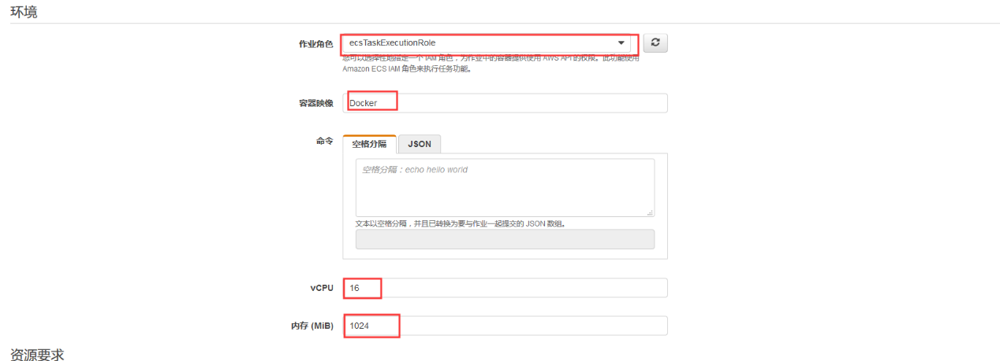 环境
作业角色
ecsTaskExecutionRole
您可以选择性地指定一个 IAM 角色，为作业中的容器提供使用 AWS API 的权限。此功能使用
Amazon ECS IAM 角色来执行任务功能。
容器映像
Docker
命令
空格分隔
JSON
空格分隔：echo hello world
文本以空格分隔，并且已转换为要与作业一起提交的 JSON 数组。
vCPU
16
内存 (MiB)
1024
资源要求